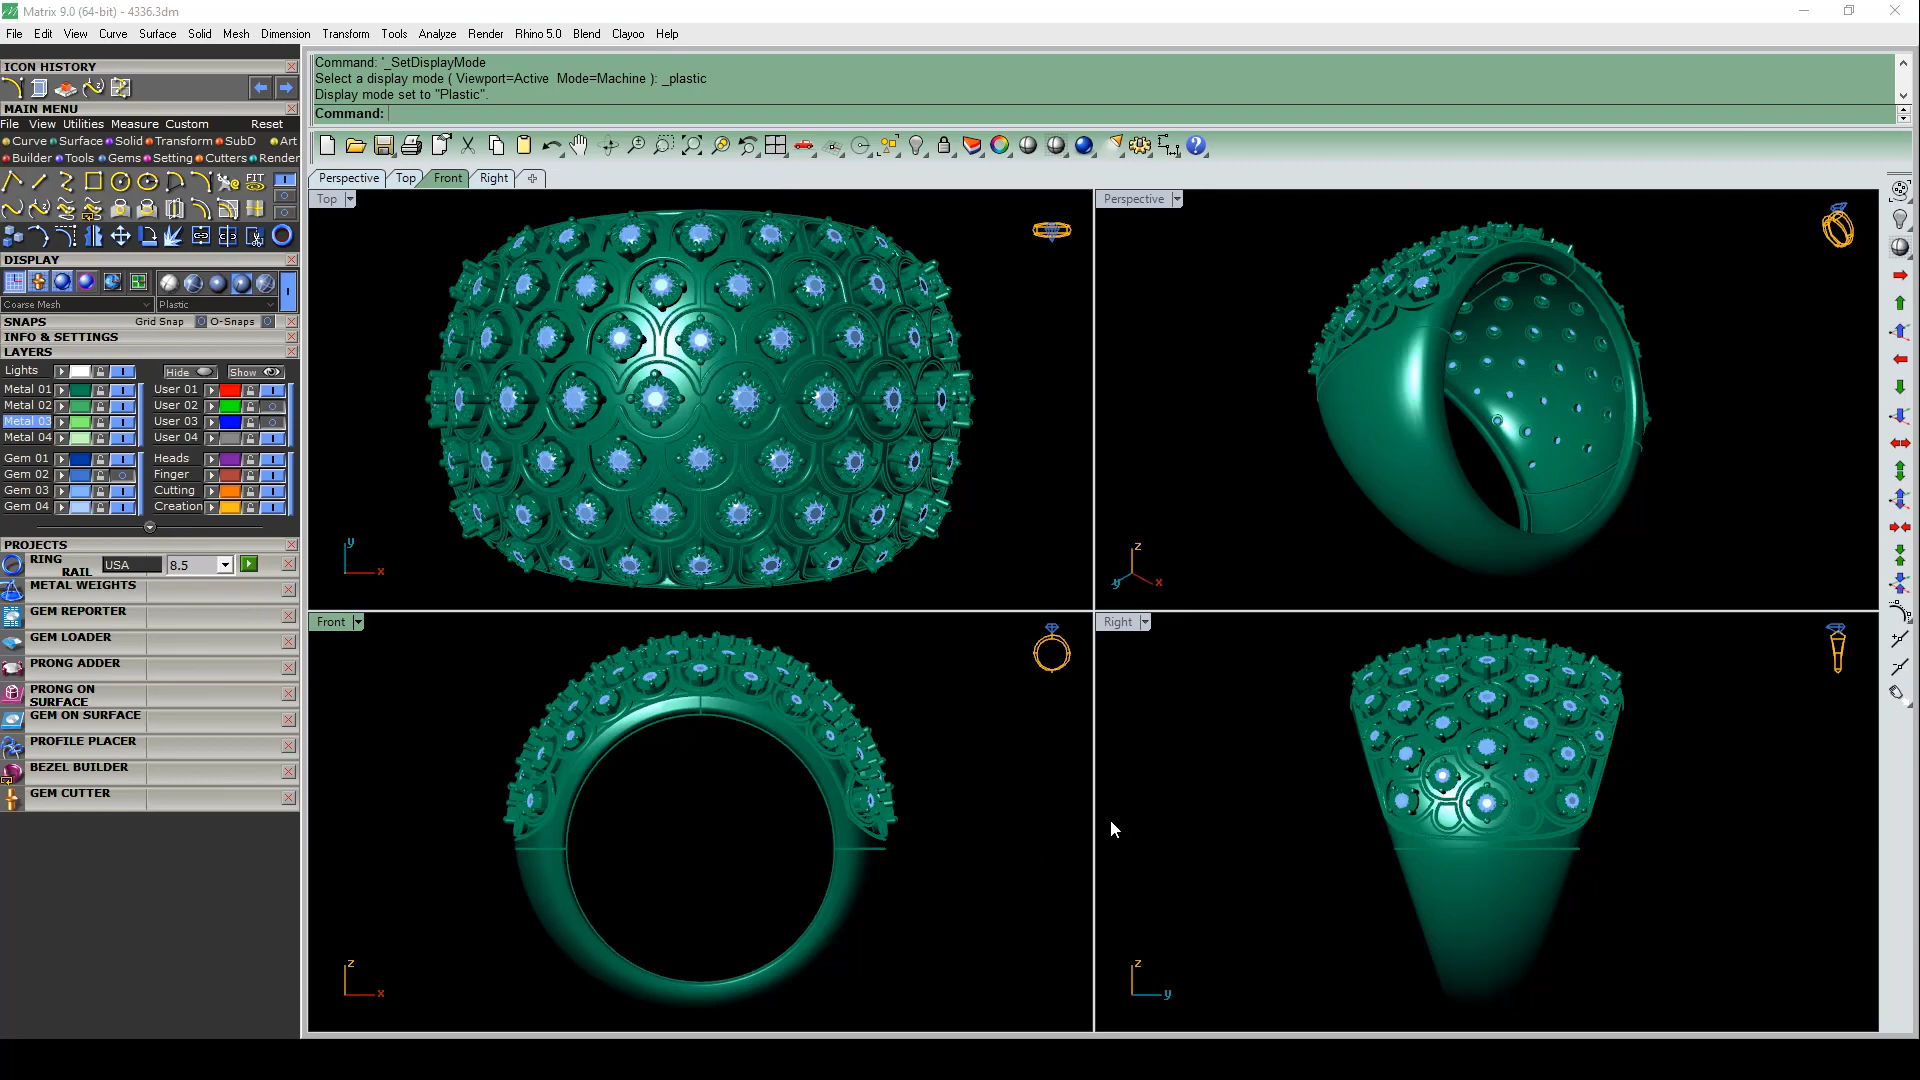 Matrix 9.0 (64-bit) - 4336.3dm
File Edit View Curve Surface Solid Mesh Dimension Transform Tools Analyze Render Rhino 5.0 Blend Clayoo Help
ICON HISTORY
MAIN MENU
File View Utilities Measure Custom Reset
Curve Surface Solid Transform SubD Art
Builder Tools Gems Setting Cutters Render
FIT
DISPLAY
Coarse Mesh Plastic
SNAPS Grid Snap O-Snaps
INFO & SETTINGS
LAYERS
Lights Hide Show
Metal 01 User 01
Metal 02 User 02
Metal 03 User 03
Metal 04 User 04
Gem 01 Heads
Gem 02 Finger
Gem 03 Cutting
Gem 04 Creation
PROJECTS
RING RAIL USA 8.5
METAL WEIGHTS
GEM REPORTER
GEM LOADER
PRONG ADDER
PRONG ON SURFACE
GEM ON SURFACE
PROFILE PLACER
BEZEL BUILDER
GEM CUTTER
Command: '_SetDisplayMode
Select a display mode ( Viewport=Active Mode=Machine ): _plastic
Display mode set to "Plastic".
Command:
Perspective Top Front Right
Top
y
x
Perspective
z
y
x
Front
z
x
Right
z
y